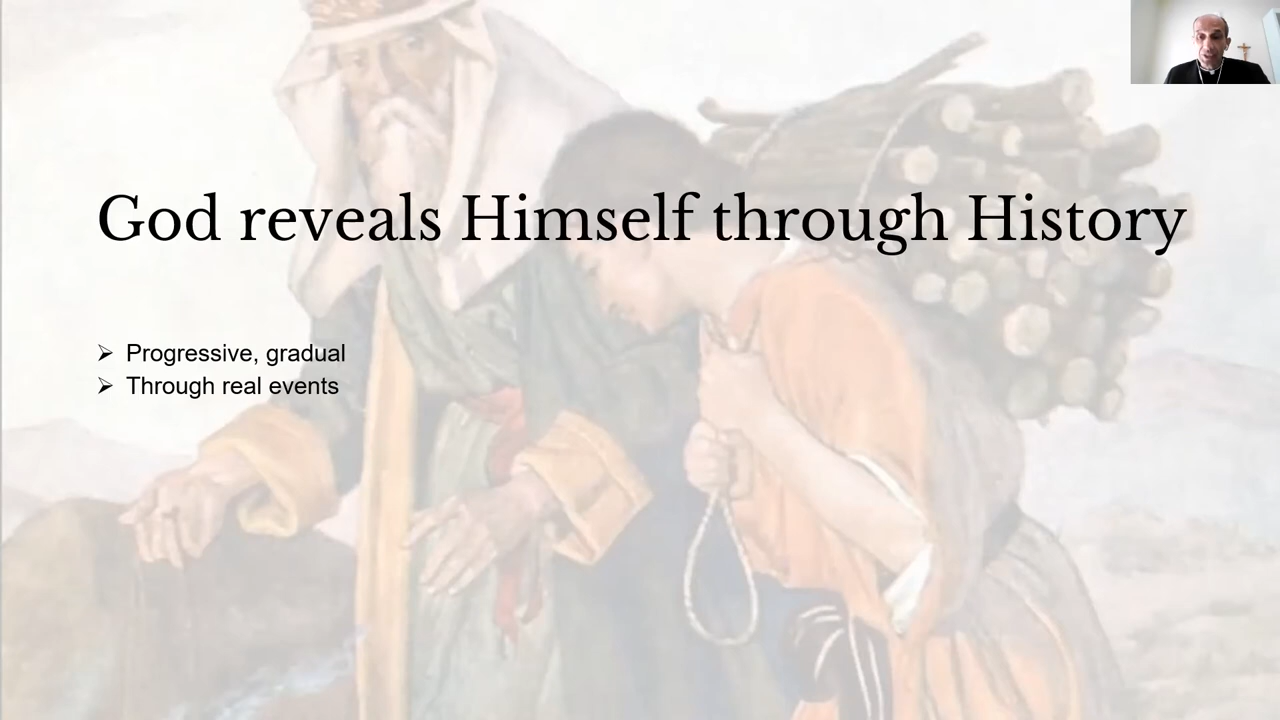 God reveals Himself through History
➢ Progressive, gradual
➢ Through real events